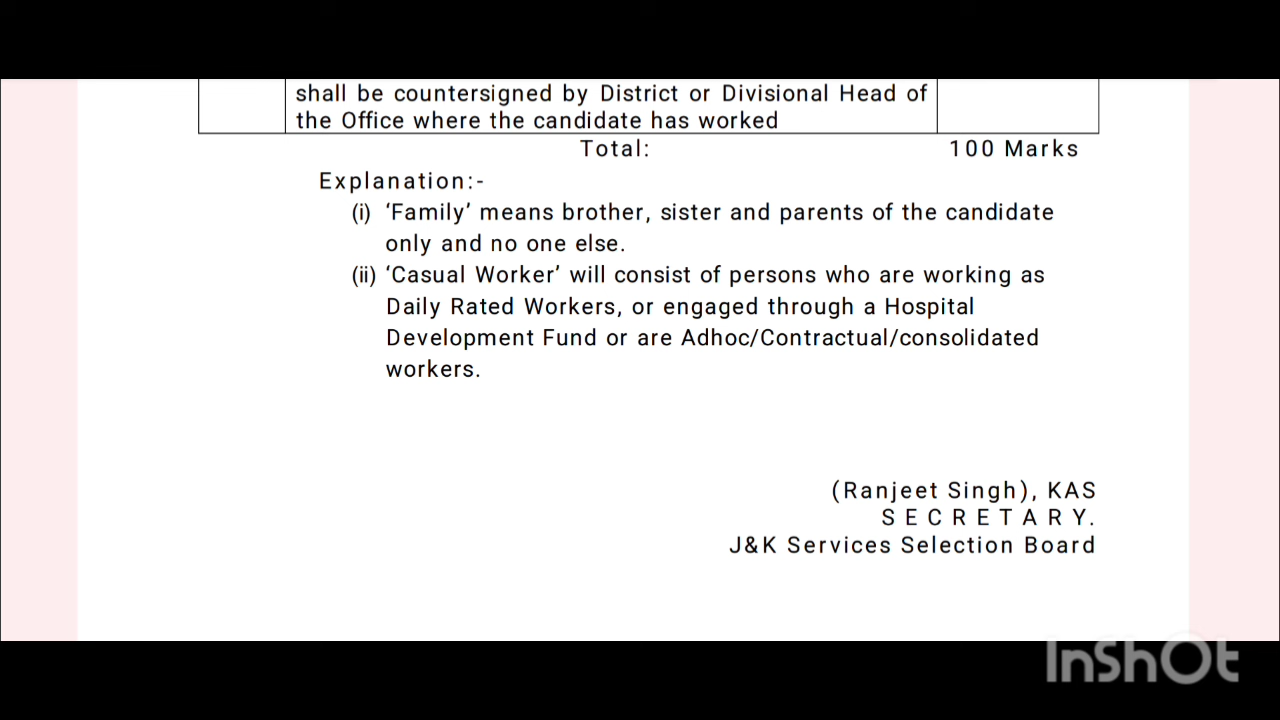 shall be countersigned by District or Divisional Head of
the Office where the candidate has worked
Total: 100 Marks
Explanation:-
(i) ‘Family’ means brother, sister and parents of the candidate
only and no one else.
(ii) ‘Casual Worker’ will consist of persons who are working as
Daily Rated Workers, or engaged through a Hospital
Development Fund or are Adhoc/Contractual/consolidated
workers.
(Ranjeet Singh), KAS
SECRETARY.
J&K Services Selection Board
InShOt